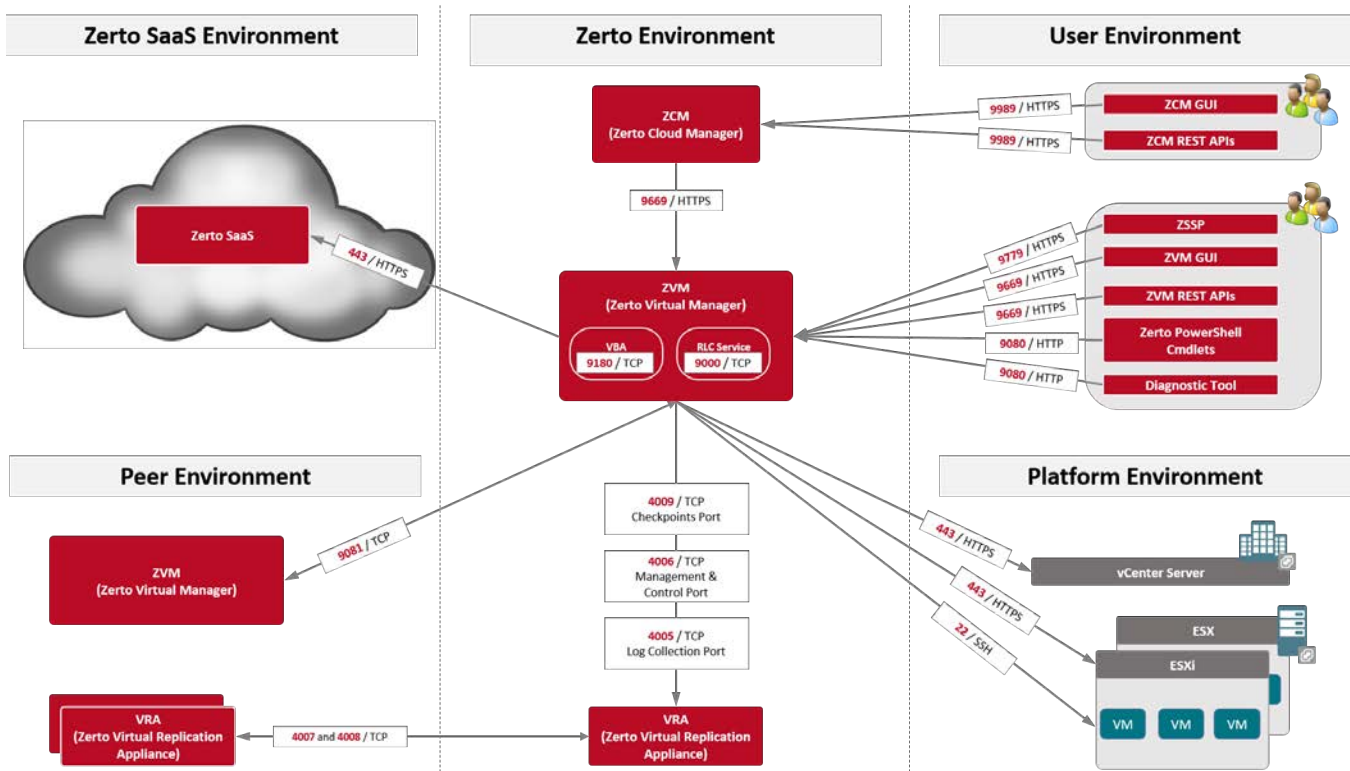 Zerto SaaS Environment
Zerto Environment
User Environment
ZCM
(Zerto Cloud Manager)
9989 / HTTPS
ZCM GUI
9989 / HTTPS
ZCM REST APIs
9669 / HTTPS
Zerto SaaS
443 / HTTPS
ZVM
(Zerto Virtual Manager)
VBA
9180 / TCP
RLC Service
9000 / TCP
9779 / HTTPS
ZSSP
9669 / HTTPS
ZVM GUI
9669 / HTTPS
ZVM REST APIs
9080 / HTTP
Zerto PowerShell
Cmdlets
9080 / HTTP
Diagnostic Tool
Peer Environment
Platform Environment
ZVM
(Zerto Virtual Manager)
9081 / TCP
4009 / TCP
Checkpoints Port
4006 / TCP
Management &
Control Port
4005 / TCP
Log Collection Port
443 / HTTPS
vCenter Server
443 / HTTPS
22 / SSH
ESX
ESXi
VM
VM
VM
VRA
(Zerto Virtual Replication
Appliance)
4007 and 4008 / TCP
VRA
(Zerto Virtual Replication
Appliance)